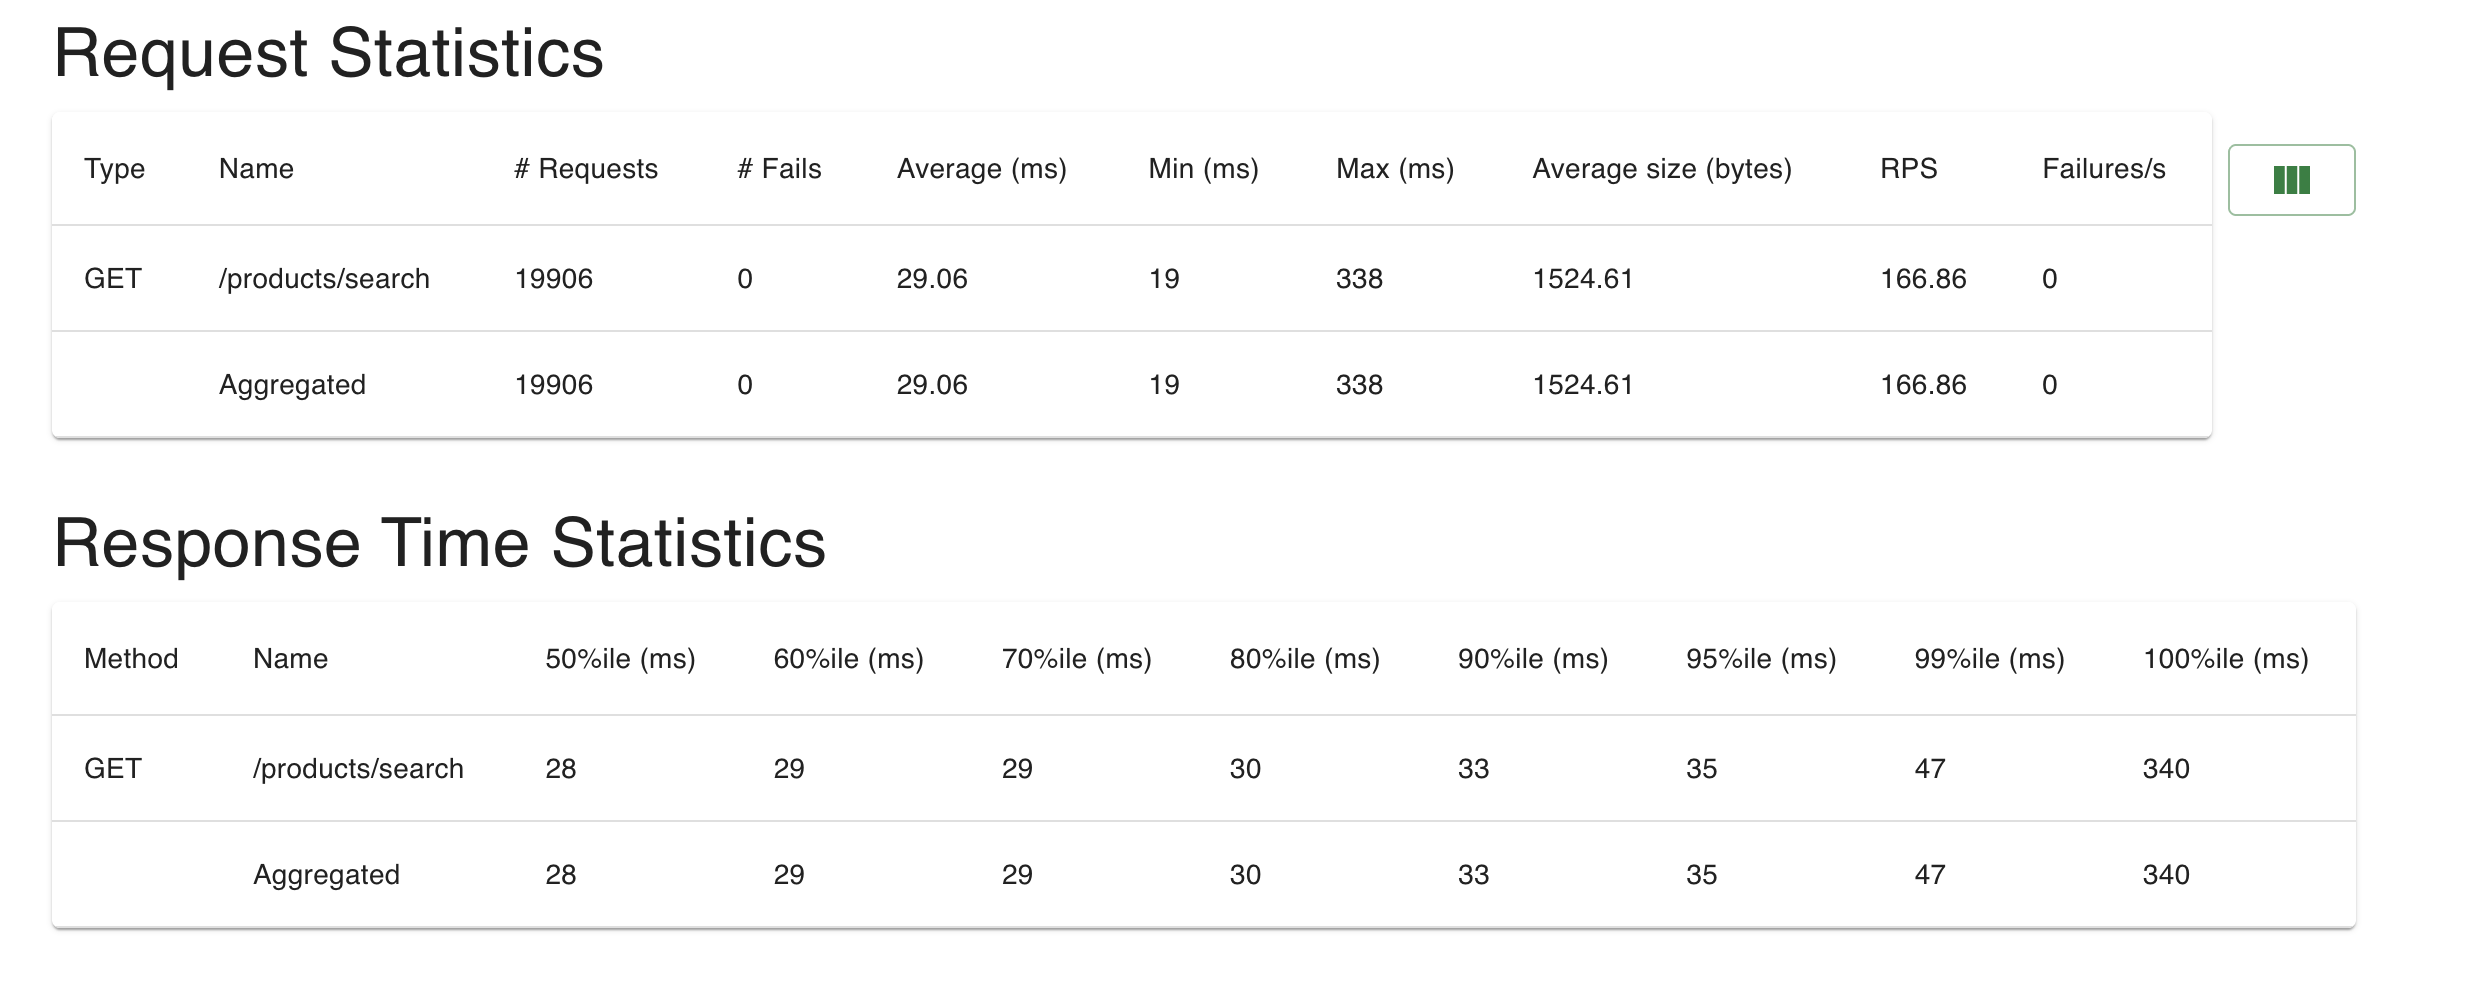 Request Statistics
Type Name # Requests # Fails Average (ms) Min (ms) Max (ms) Average size (bytes) RPS Failures/s
GET /products/search 19906 0 29.06 19 338 1524.61 166.86 0
Aggregated 19906 0 29.06 19 338 1524.61 166.86 0
Response Time Statistics
Method Name 50%ile (ms) 60%ile (ms) 70%ile (ms) 80%ile (ms) 90%ile (ms) 95%ile (ms) 99%ile (ms) 100%ile (ms)
GET /products/search 28 29 29 30 33 35 47 340
Aggregated 28 29 29 30 33 35 47 340